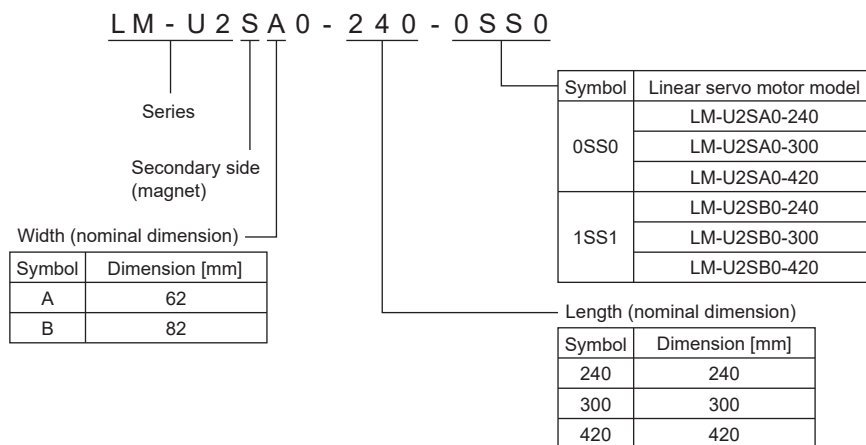 LM-U2SA0-240-0SS0
Series
Secondary side
(magnet)
Width (nominal dimension)
Symbol Dimension [mm]
A 62
B 82
Symbol Linear servo motor model
0SS0 LM-U2SA0-240
LM-U2SA0-300
LM-U2SA0-420
1SS1 LM-U2SB0-240
LM-U2SB0-300
LM-U2SB0-420
Length (nominal dimension)
Symbol Dimension [mm]
240 240
300 300
420 420